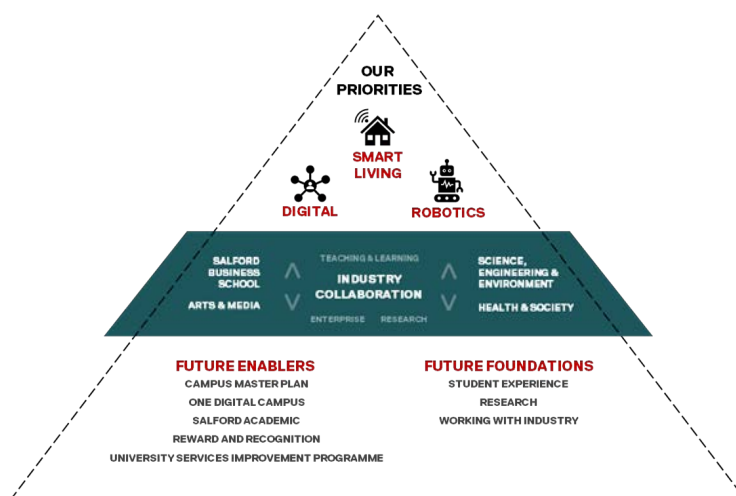 OUR
PRIORITIES
SMART
LIVING
DIGITAL
ROBOTICS
SALFORD
BUSINESS
SCHOOL
ARTS & MEDIA
TEACHING & LEARNING
INDUSTRY
COLLABORATION
ENTERPRISE RESEARCH
SCIENCE,
ENGINEERING &
ENVIRONMENT
HEALTH & SOCIETY
FUTURE ENABLERS
CAMPUS MASTER PLAN
ONE DIGITAL CAMPUS
SALFORD ACADEMIC
REWARD AND RECOGNITION
UNIVERSITY SERVICES IMPROVEMENT PROGRAMME
FUTURE FOUNDATIONS
STUDENT EXPERIENCE
RESEARCH
WORKING WITH INDUSTRY